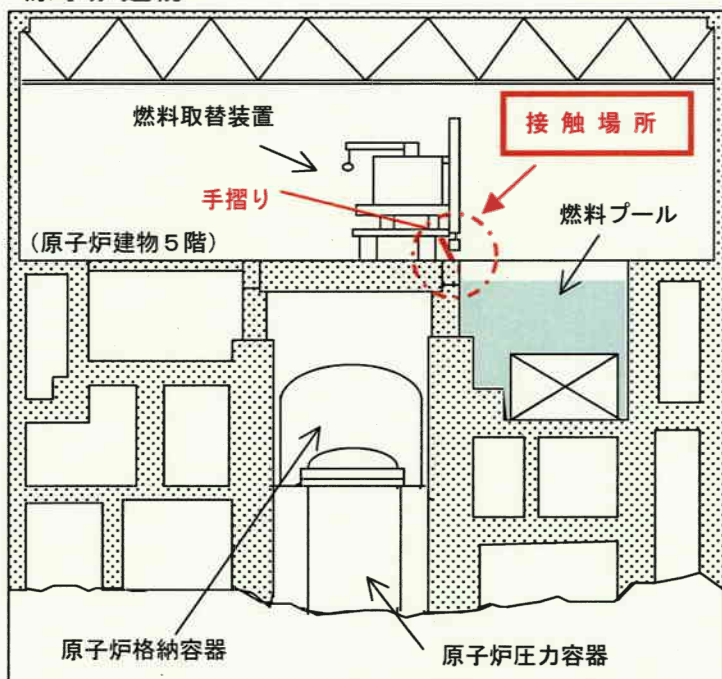 燃料取替装置
接触場所
手摺り
燃料プール
(原子炉建物5階)
原子炉格納容器
原子炉圧力容器